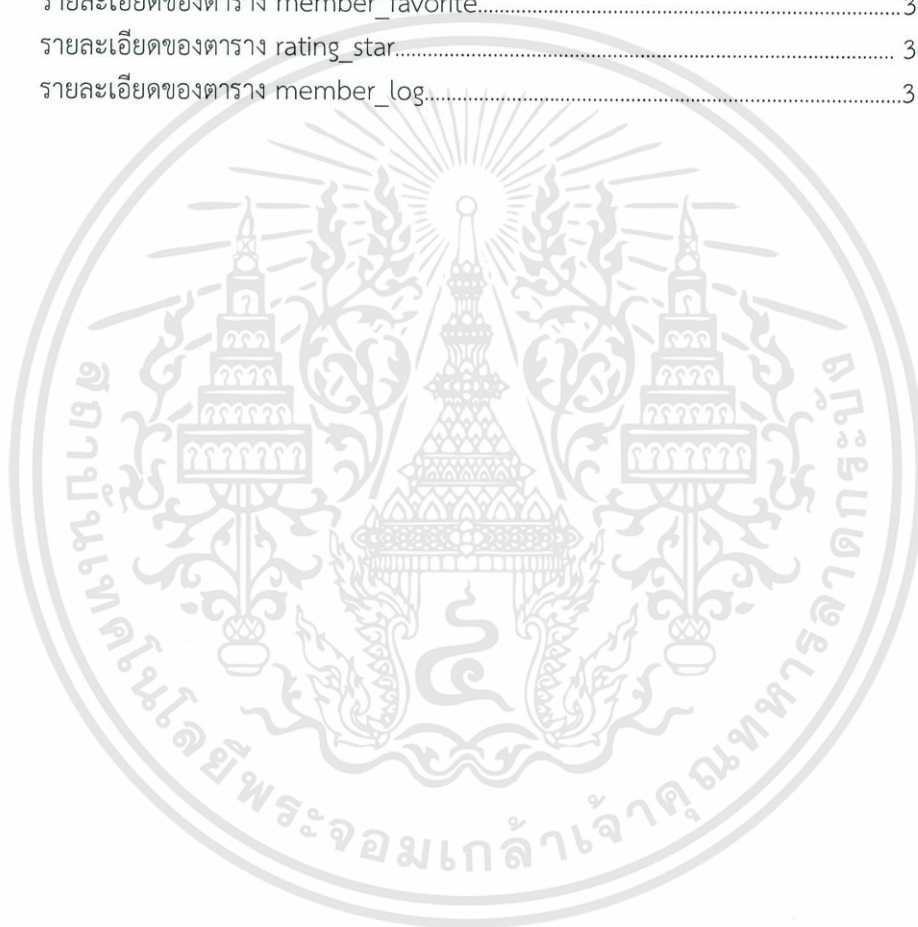 รายละเอียดของตาราง member_favorite.....3
รายละเอียดของตาราง rating_star..... 3
รายละเอียดของตาราง member_log.....3
สถาบันเทคโนโลยีพระจอมเกล้าเจ้าคุณทหารลาดกระบัง
๔